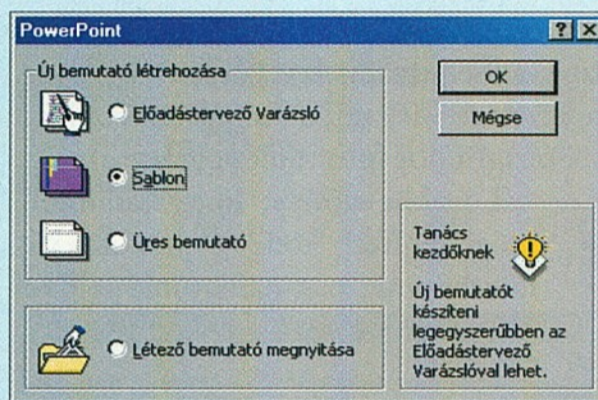 PowerPoint
Új bemutató létrehozása
Előadástervező Varázsló
Sablon
Üres bemutató
Létező bemutató megnyitása
OK
Mégse
Tanács
kezdőknek
Új bemutatót
készíteni
legegyszerűbben az
Előadástervező
Varázslóval lehet.